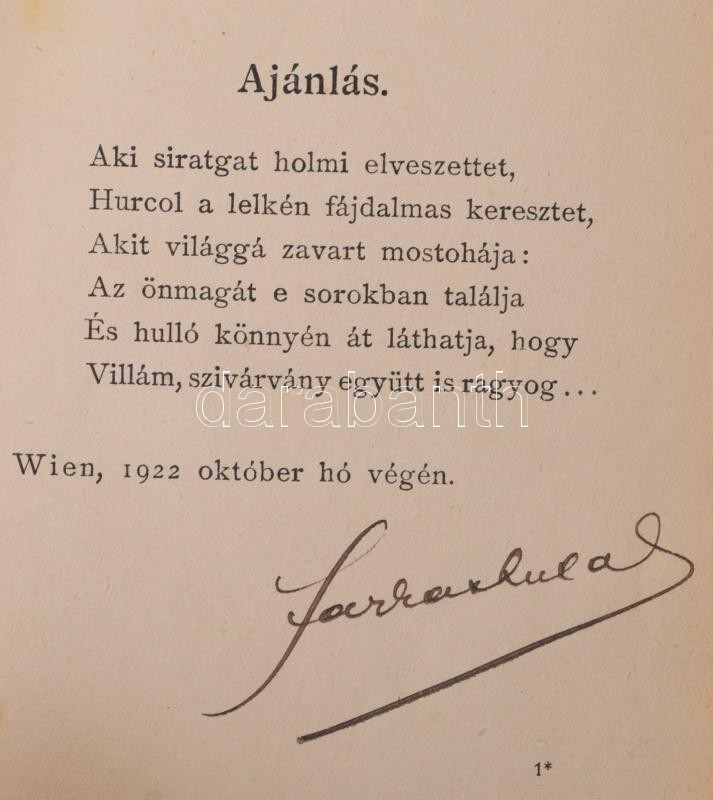 Ajánlás.
Aki siratgat holmi elveszettet,
Hurcol a lelkén fájdalmas keresztet,
Akit világgá zavart mostohája:
Az önmagát e sorokban találja
És hulló könnyén át láthatja, hogy
Villám, szivárvány együtt is ragyog...
darabanth
Wien, 1922 október hó végén.
1*